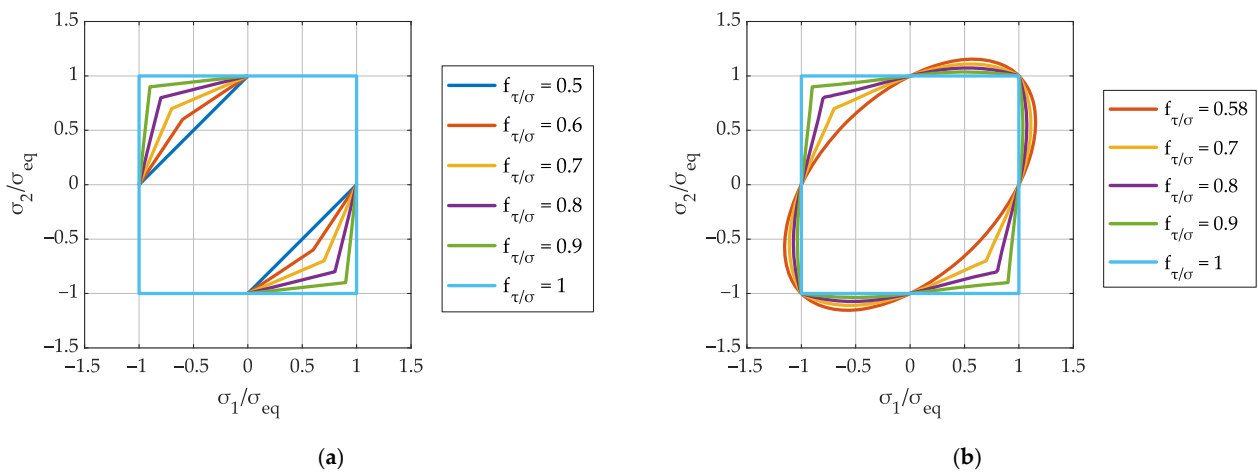 1.5
1
0.5
0
−0.5
−1
−1.5
σ2/σeq
−1.5 −1 −0.5 0 0.5 1 1.5
σ1/σeq
fτ/σ = 0.5
fτ/σ = 0.6
fτ/σ = 0.7
fτ/σ = 0.8
fτ/σ = 0.9
fτ/σ = 1
(a)
1.5
1
0.5
0
−0.5
−1
−1.5
σ2/σeq
−1.5 −1 −0.5 0 0.5 1 1.5
σ1/σeq
fτ/σ = 0.58
fτ/σ = 0.7
fτ/σ = 0.8
fτ/σ = 0.9
fτ/σ = 1
(b)